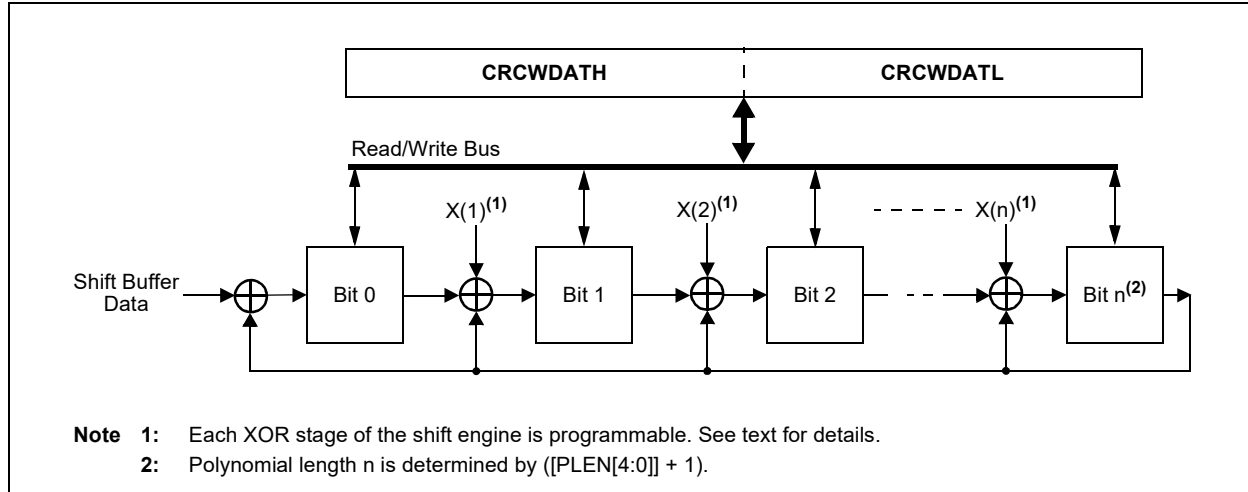 CRCWDATH CRCWDATL
Read/Write Bus
X(1)(1) X(2)(1) X(n)(1)
Shift Buffer
Data
Bit 0 Bit 1 Bit 2 Bit n(2)
Note 1: Each XOR stage of the shift engine is programmable. See text for details.
2: Polynomial length n is determined by ([PLEN[4:0]] + 1).